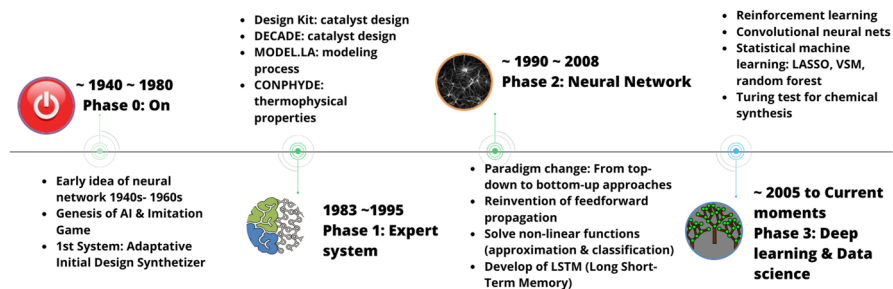 ~ 1940 ~ 1980
Phase 0: On
• Early idea of neural
network 1940s- 1960s
• Genesis of AI & Imitation
Game
• 1st System: Adaptative
Initial Design Synthetizer
• Design Kit: catalyst design
• DECADE: catalyst design
• MODEL.LA: modeling
process
• CONPHYDE:
thermophysical
properties
1983 ~1995
Phase 1: Expert
system
~ 1990 ~ 2008
Phase 2: Neural Network
• Paradigm change: From top-
down to bottom-up approaches
• Reinvention of feedforward
propagation
• Solve non-linear functions
(approximation & classification)
• Develop of LSTM (Long Short-
Term Memory)
• Reinforcement learning
• Convolutional neural nets
• Statistical machine
learning: LASSO, VSM,
random forest
• Turing test for chemical
synthesis
~ 2005 to Current
moments
Phase 3: Deep
learning & Data
science